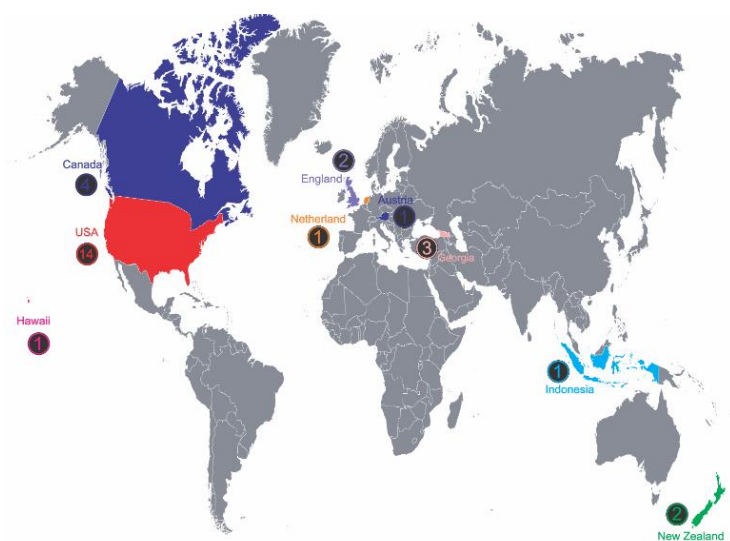 Canada
4
USA
14
Hawaii
1
2
England
Netherland
1
Austria
1
3
Georgia
1
Indonesia
2
New Zealand